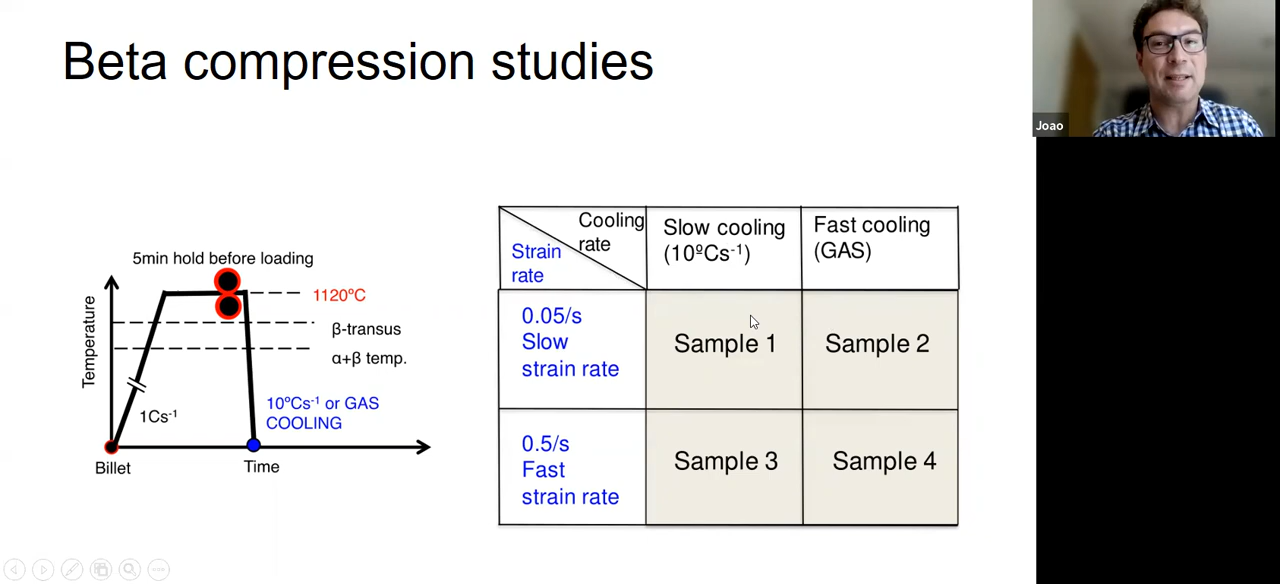 Beta compression studies
Joao
5min hold before loading
1120ºC
β-transus
α+β temp.
Temperature
1Cs-1
10ºCs-1 or GAS
COOLING
Billet
Time
Cooling
rate
Strain
rate
Slow cooling
(10ºCs-1)
Fast cooling
(GAS)
0.05/s
Slow
strain rate
Sample 1
Sample 2
0.5/s
Fast
strain rate
Sample 3
Sample 4